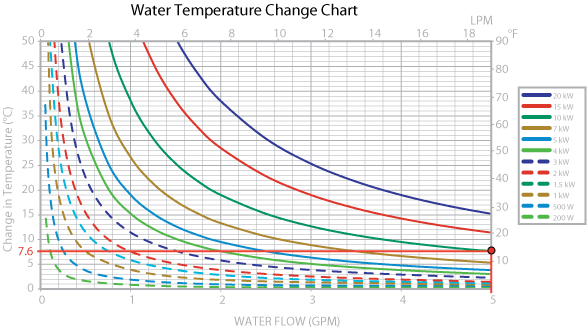 Water Temperature Change Chart
LPM
0 2 4 6 8 10 12 14 16 18 °F
50
45
40
35
30
25
20
15
10
7.6
5
0
90
80
70
60
50
40
30
20
10
Change in Temperature (°C)
0 1 2 3 4 5
WATER FLOW (GPM)
20 kW
15 kW
10 kW
7 kW
5 kW
4 kW
3 kW
2 kW
1.5 kW
1 kW
500 W
200 W